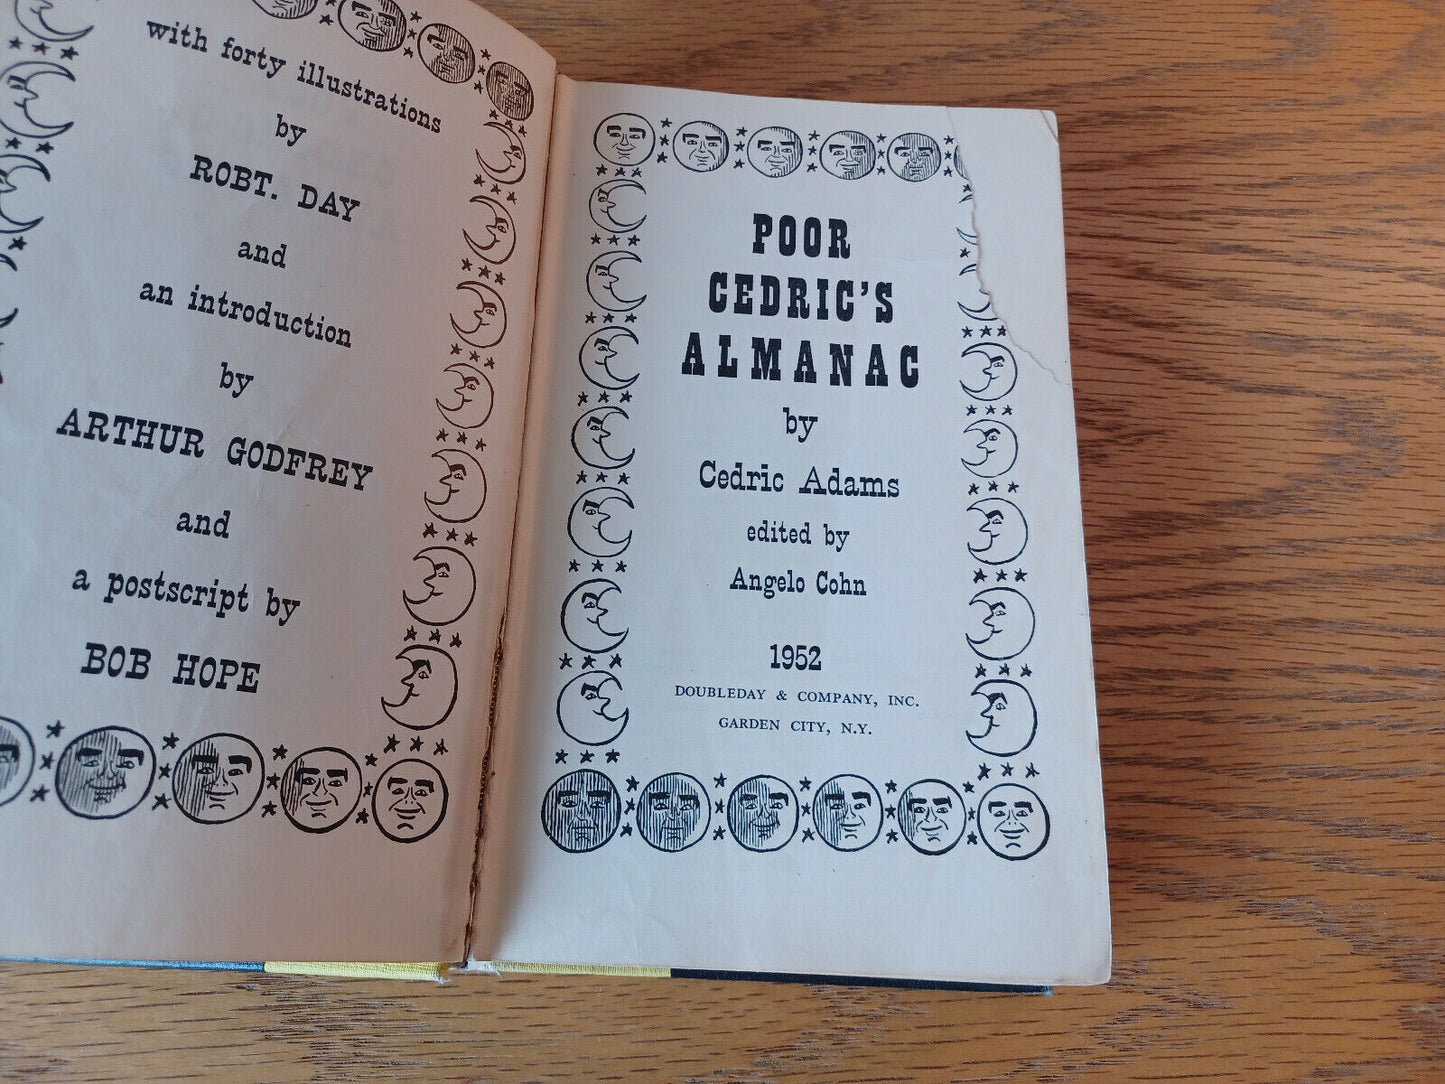 with forty illustrations
by
ROBT. DAY
and
an introduction
by
ARTHUR GODFREY
and
a postscript by
BOB HOPE
POOR
CEDRIC'S
ALMANAC
by
Cedric Adams
edited by
Angelo Cohn
1952
DOUBLEDAY & COMPANY, INC.
GARDEN CITY, N.Y.